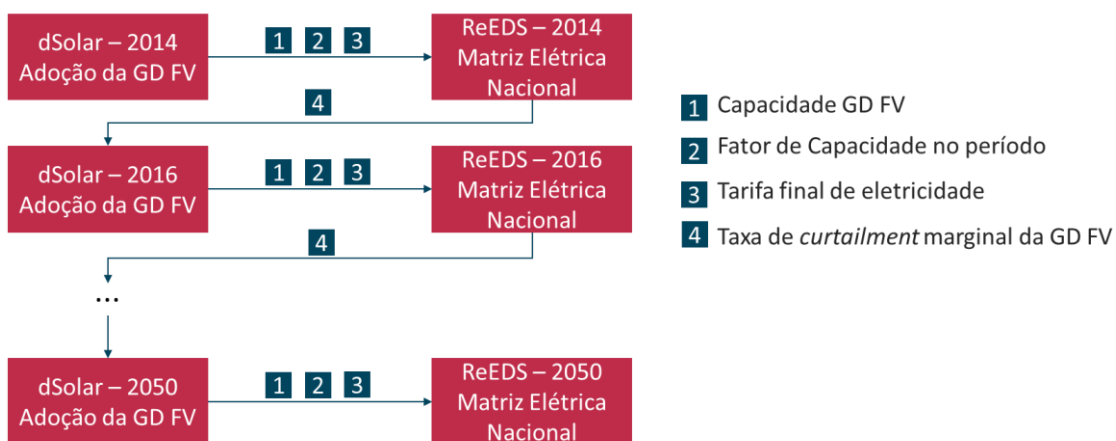 dSolar – 2014
Adoção da GD FV
1 2 3
ReEDS – 2014
Matriz Elétrica
Nacional
4
dSolar – 2016
Adoção da GD FV
1 2 3
ReEDS – 2016
Matriz Elétrica
Nacional
4
...
dSolar – 2050
Adoção da GD FV
1 2 3
ReEDS – 2050
Matriz Elétrica
Nacional
1 Capacidade GD FV
2 Fator de Capacidade no período
3 Tarifa final de eletricidade
4 Taxa de curtailment marginal da GD FV